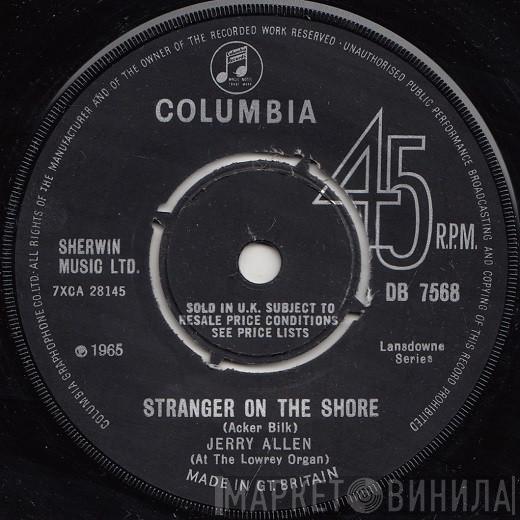 COLUMBIA GRAPHOPHONE CO.LTD·ALL RIGHTS OF THE MANUFACTURER AND OF THE OWNER OF THE RECORDED WORK RESERVED·UNAUTHORISED PUBLIC PERFORMANCE BROADCASTING AND COPYING OF THIS RECORD PROHIBITED
COLUMBIA
45
R.P.M.
SHERWIN
MUSIC LTD.
7XCA 28145
DB 7568
SOLD IN U.K. SUBJECT TO
RESALE PRICE CONDITIONS
SEE PRICE LISTS
℗ 1965
Lansdowne
Series
STRANGER ON THE SHORE
(Acker Bilk)
JERRY ALLEN
(At The Lowrey Organ)
MADE IN GT. BRITAIN
МАРКЕТ ВИНИЛА